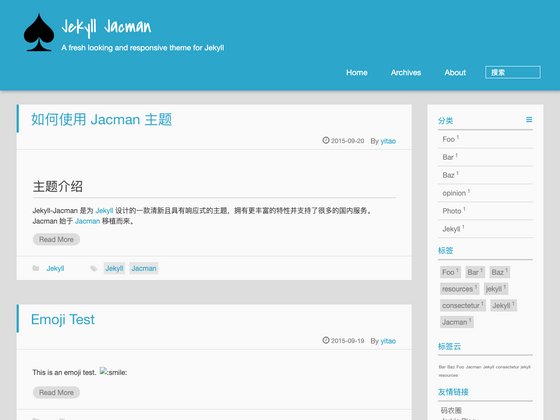 Jekyll Jacman
A fresh looking and responsive theme for Jekyll
Home Archives About 搜索
如何使用 Jacman 主题
2015-09-20 By yitao
主题介绍
Jekyll-Jacman 是为 Jekyll 设计的一款清新且具有响应式的主题，拥有更丰富的特性并支持了很多的国内服务。
Jacman 始于 Jacman 移植而来。
Read More
Jekyll Jekyll Jacman
Emoji Test
2015-09-19 By yitao
This is an emoji test. :smile:
Read More
分类
Foo 1
Bar 1
Baz 1
opinion 1
Photo 1
Jekyll 1
标签
Foo 1 Bar 1 Baz 1
resources 1 jekyll 1
consectetur 1 Jekyll 1
Jacman 1
标签云
Bar Baz Foo Jacman Jekyll consectetur jekyll
resources
友情链接
码农圈